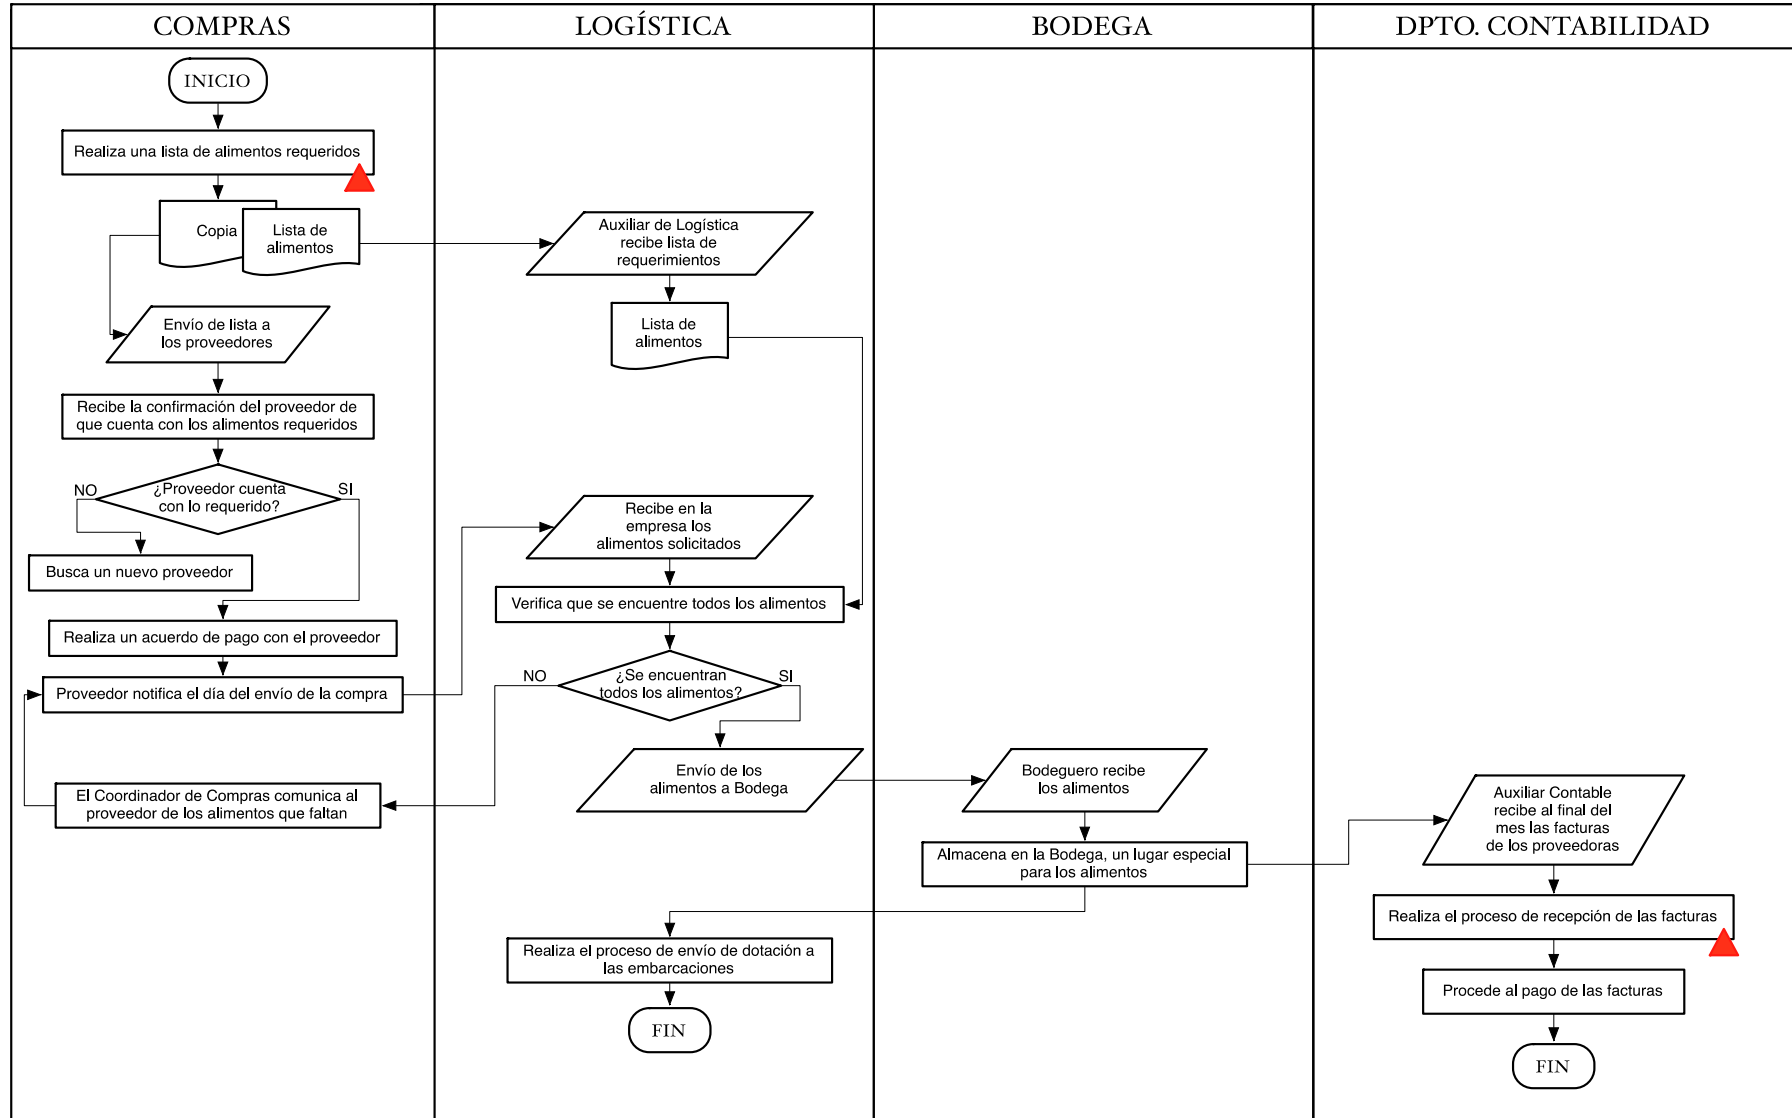 COMPRAS
LOGÍSTICA
BODEGA
DPTO. CONTABILIDAD
INICIO
Realiza una lista de alimentos requeridos
Copia
Lista de
alimentos
Envío de lista a
los proveedores
Recibe la confirmación del proveedor de
que cuenta con los alimentos requeridos
¿Proveedor cuenta
con lo requerido?
NO
SI
Busca un nuevo proveedor
Realiza un acuerdo de pago con el proveedor
Proveedor notifica el día del envío de la compra
El Coordinador de Compras comunica al
proveedor de los alimentos que faltan
Auxiliar de Logística
recibe lista de
requerimientos
Lista de
alimentos
Recibe en la
empresa los
alimentos solicitados
Verifica que se encuentre todos los alimentos
¿Se encuentran
todos los alimentos?
NO
SI
Envío de los
alimentos a Bodega
Realiza el proceso de envío de dotación a
las embarcaciones
FIN
Bodeguero recibe
los alimentos
Almacena en la Bodega, un lugar especial
para los alimentos
Auxiliar Contable
recibe al final del
mes las facturas
de los proveedoras
Realiza el proceso de recepción de las facturas
Procede al pago de las facturas
FIN